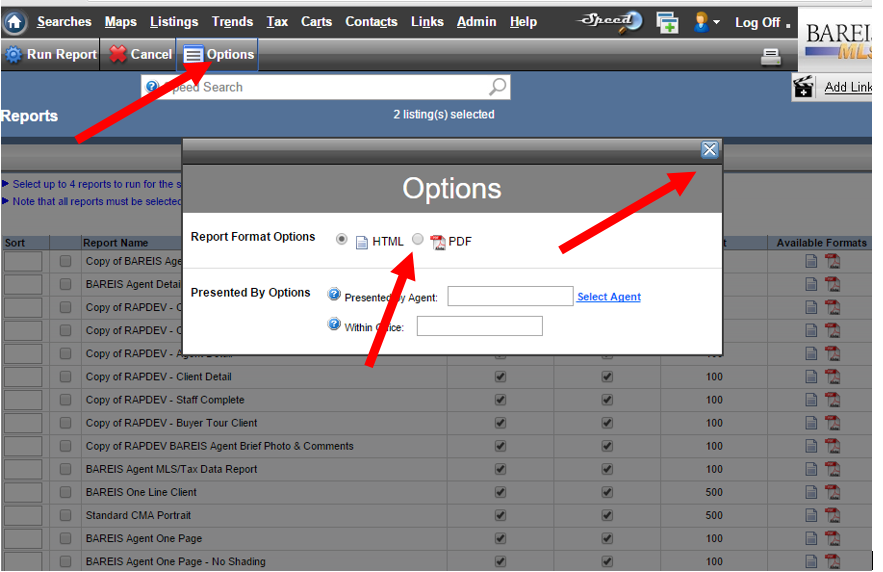 Searches Maps Listings Trends Tax Carts Contacts Links Admin Help Speed Log Off
BAREIS
MLS
Run Report Cancel Options
Speed Search
Add Link
Reports
2 listing(s) selected
Select up to 4 reports to run for the s
Note that all reports must be selected
Options
Report Format Options HTML PDF
Presented By Options Presented by Agent: Select Agent
Within Office:
Sort Report Name t Available Formats
Copy of BAREIS Age
BAREIS Agent Detai
Copy of RAPDEV - C
Copy of RAPDEV - C
Copy of RAPDEV - Agent Detail 100
Copy of RAPDEV - Client Detail 100
Copy of RAPDEV - Staff Complete 100
Copy of RAPDEV - Buyer Tour Client 100
Copy of RAPDEV BAREIS Agent Brief Photo & Comments 100
BAREIS Agent MLS/Tax Data Report 100
BAREIS One Line Client 500
Standard CMA Portrait 500
BAREIS Agent One Page 100
BAREIS Agent One Page - No Shading 100